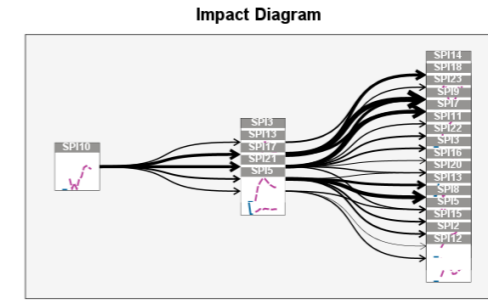 Impact Diagram
SPI10
SPI3
SPI13
SPI17
SPI21
SPI5
SPI14
SPI18
SPI23
SPI9
SPI7
SPI11
SPI22
SPI3
SPI16
SPI20
SPI13
SPI8
SPI5
SPI15
SPI2
SPI12